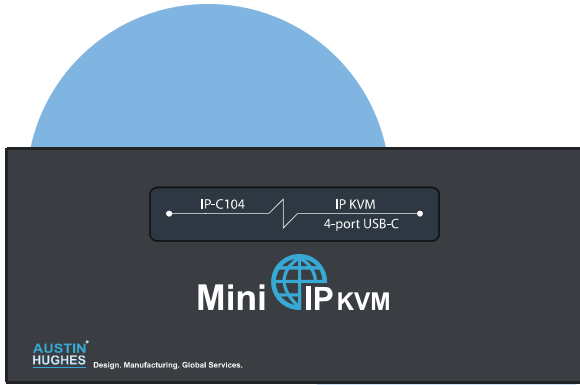 IP-C104 IP KVM
4-port USB-C
Mini IP KVM
AUSTIN
HUGHES Design. Manufacturing. Global Services.